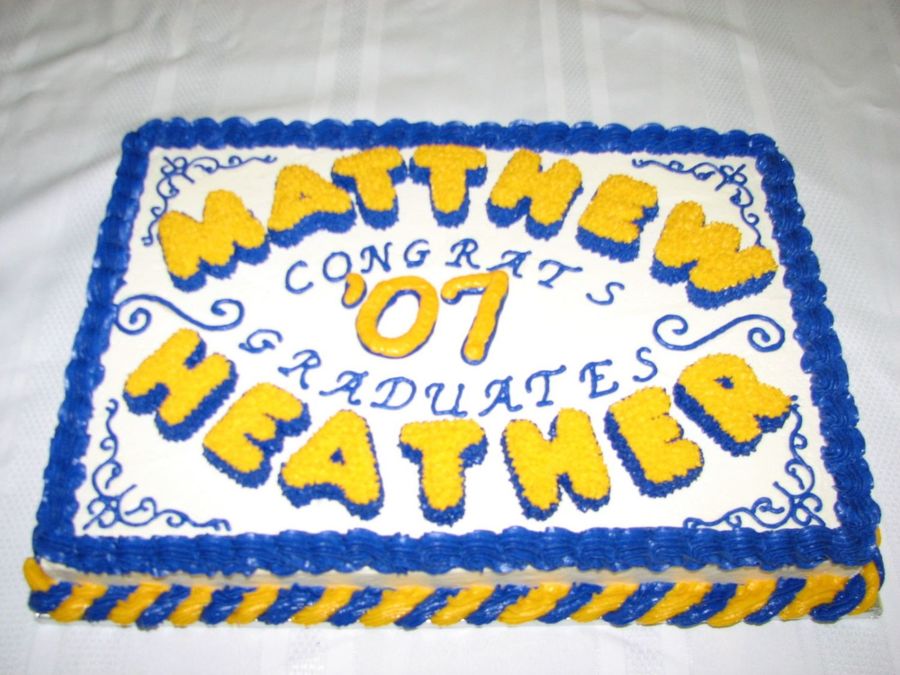 MATTHEW
CONGRATS
'07
GRADUATES
HEATHER